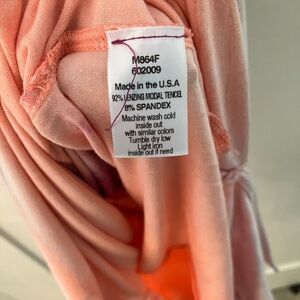 M864F
602009
Made in the U.S.A
92% LENZING MODAL TENCEL
8% SPANDEX
Machine wash cold
inside out
with similar colors
Tumble dry low
Light iron
inside out if need